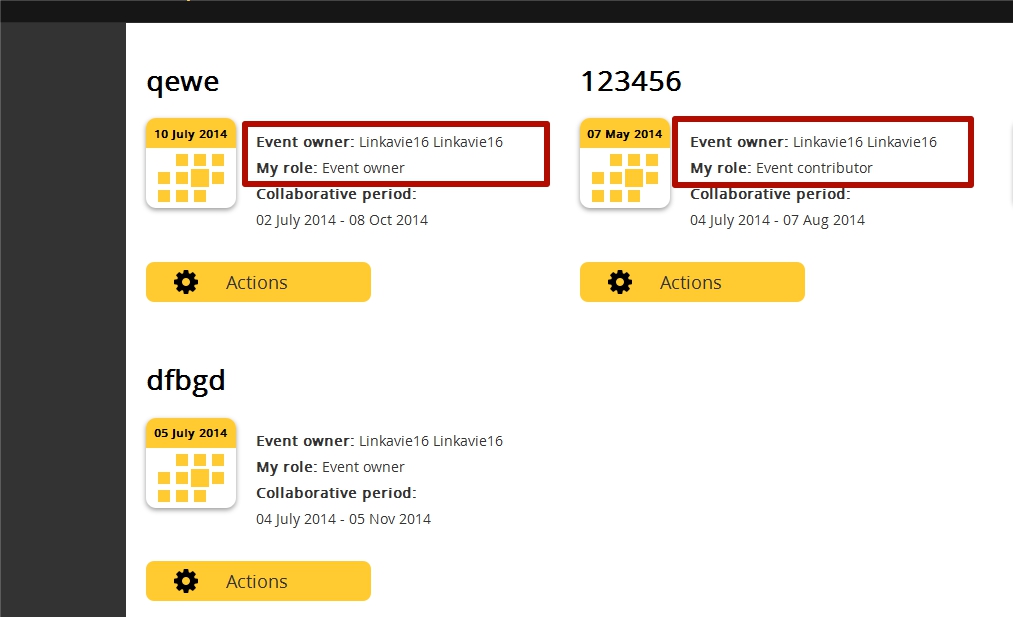 qewe
10 July 2014
Event owner: Linkavie16 Linkavie16
My role: Event owner
Collaborative period:
02 July 2014 - 08 Oct 2014
Actions
123456
07 May 2014
Event owner: Linkavie16 Linkavie16
My role: Event contributor
Collaborative period:
04 July 2014 - 07 Aug 2014
Actions
dfbgd
05 July 2014
Event owner: Linkavie16 Linkavie16
My role: Event owner
Collaborative period:
04 July 2014 - 05 Nov 2014
Actions